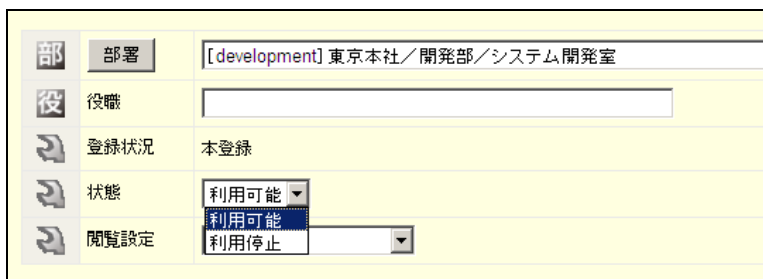 部 部署 [development] 東京本社／開発部／システム開発室
役 役職
登録状況 本登録
状態 利用可能
利用可能
閲覧設定 利用停止